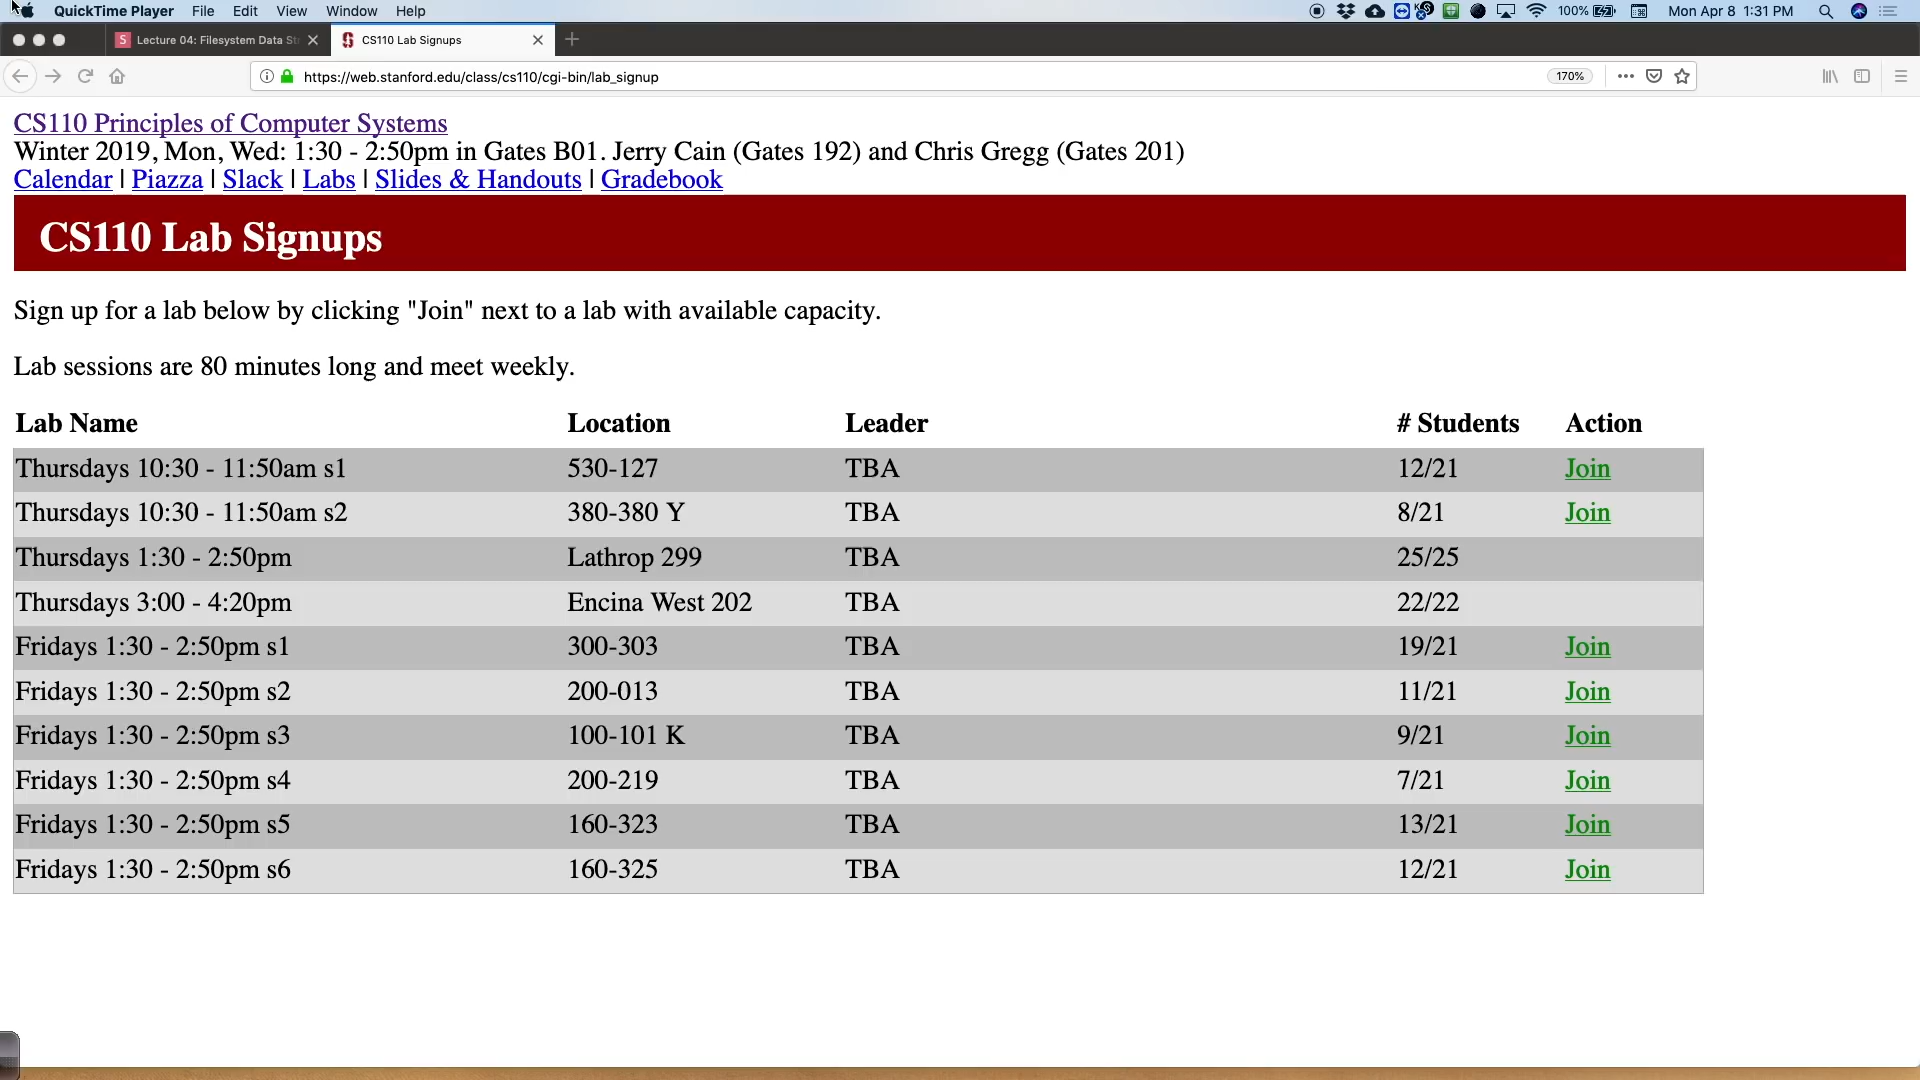 QuickTime Player File Edit View Window Help 100% Mon Apr 8 1:31 PM
Lecture 04: Filesystem Data St CS110 Lab Signups
https://web.stanford.edu/class/cs110/cgi-bin/lab_signup 170%
CS110 Principles of Computer Systems
Winter 2019, Mon, Wed: 1:30 - 2:50pm in Gates B01. Jerry Cain (Gates 192) and Chris Gregg (Gates 201)
Calendar | Piazza | Slack | Labs | Slides & Handouts | Gradebook
CS110 Lab Signups
Sign up for a lab below by clicking "Join" next to a lab with available capacity.
Lab sessions are 80 minutes long and meet weekly.
Lab Name Location Leader # Students Action
Thursdays 10:30 - 11:50am s1 530-127 TBA 12/21 Join
Thursdays 10:30 - 11:50am s2 380-380 Y TBA 8/21 Join
Thursdays 1:30 - 2:50pm Lathrop 299 TBA 25/25
Thursdays 3:00 - 4:20pm Encina West 202 TBA 22/22
Fridays 1:30 - 2:50pm s1 300-303 TBA 19/21 Join
Fridays 1:30 - 2:50pm s2 200-013 TBA 11/21 Join
Fridays 1:30 - 2:50pm s3 100-101 K TBA 9/21 Join
Fridays 1:30 - 2:50pm s4 200-219 TBA 7/21 Join
Fridays 1:30 - 2:50pm s5 160-323 TBA 13/21 Join
Fridays 1:30 - 2:50pm s6 160-325 TBA 12/21 Join